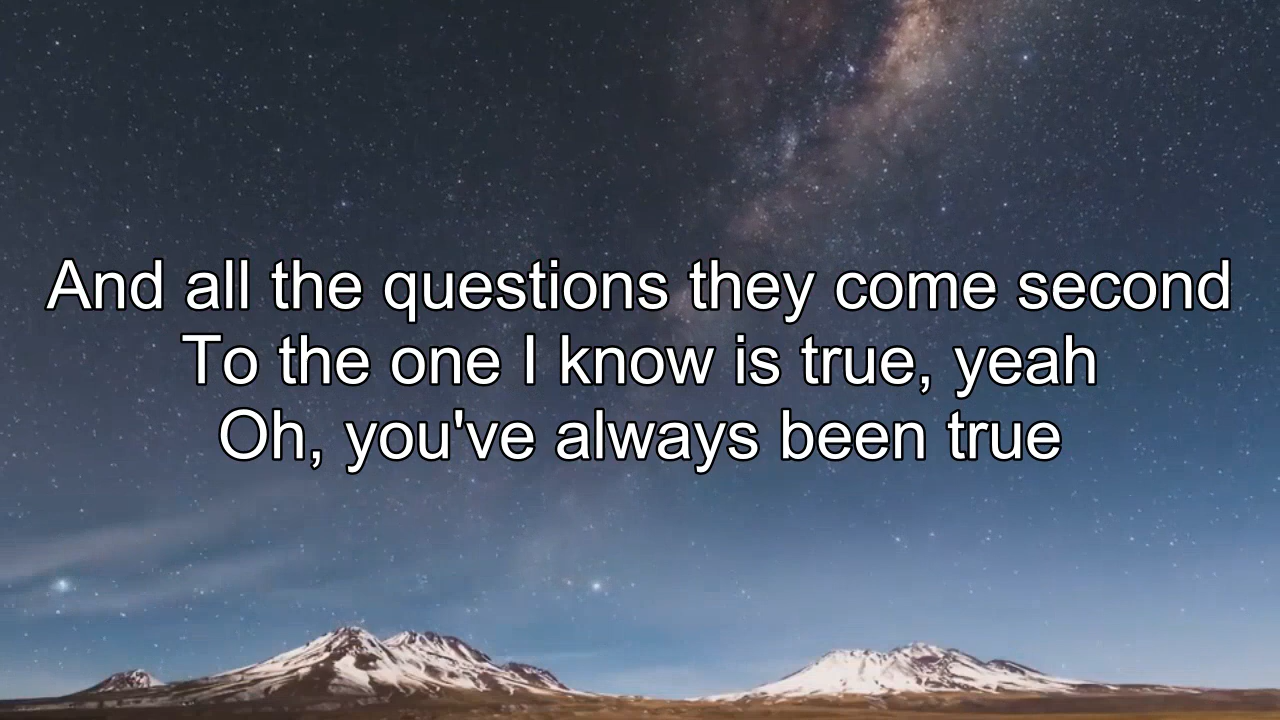 And all the questions they come second
To the one I know is true, yeah
Oh, you've always been true